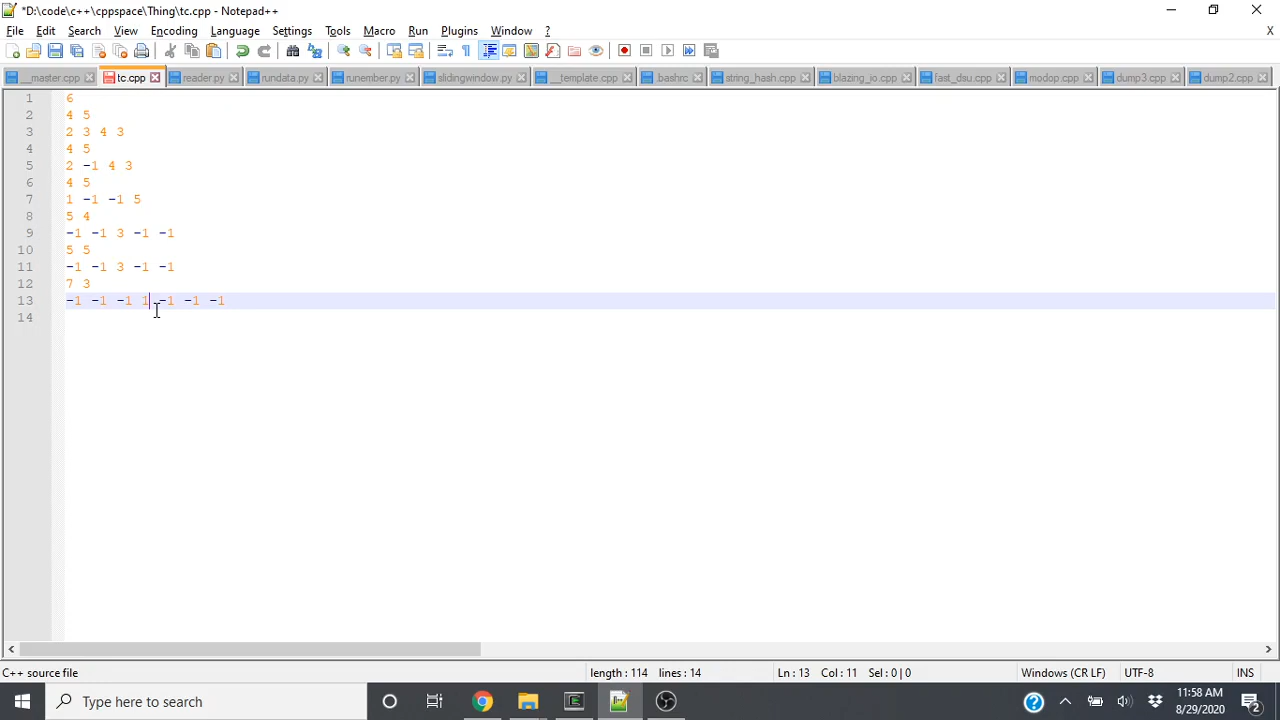 *D:\code\c++\cppspace\Thing\tc.cpp - Notepad++
File Edit Search View Encoding Language Settings Tools Macro Run Plugins Window ? X
__master.cpp tc.cpp reader.py rundata.py runember.py slidingwindow.py __template.cpp .bashrc string_hash.cpp blazing_io.cpp fast_dsu.cpp modop.cpp dump3.cpp dump2.cpp
1 6
2 4 5
3 2 3 4 3
4 4 5
5 2 -1 4 3
6 4 5
7 1 -1 -1 5
8 5 4
9 -1 -1 3 -1 -1
10 5 5
11 -1 -1 3 -1 -1
12 7 3
13 -1 -1 -1 1 -1 -1 -1
14
C++ source file length : 114 lines : 14 Ln : 13 Col : 11 Sel : 0 | 0 Windows (CR LF) UTF-8 INS
Type here to search
11:58 AM
8/29/2020
2